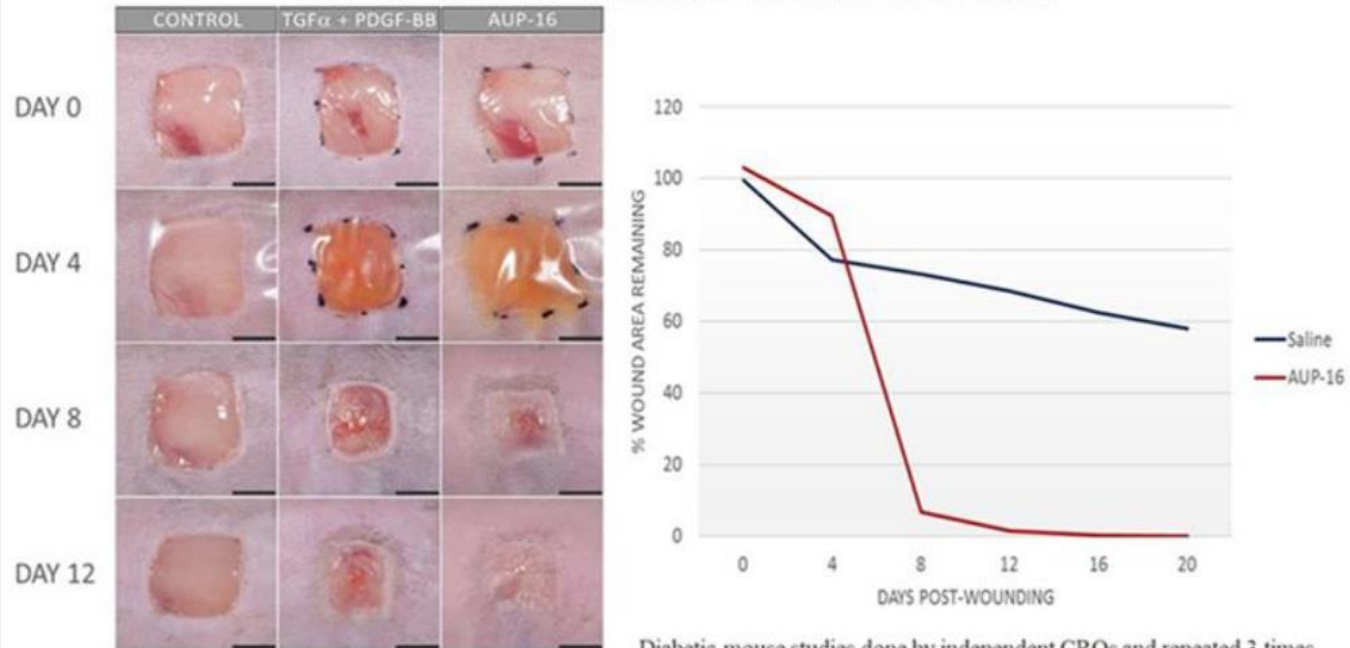 CONTROL TGFα + PDGF-BB AUP-16
DAY 0
DAY 4
DAY 8
DAY 12
% WOUND AREA REMAINING
120
100
80
60
40
20
0
0 4 8 12 16 20
DAYS POST-WOUNDING
Saline
AUP-16
Diabetic mouse studies done by independent CROs and repeated 3 times